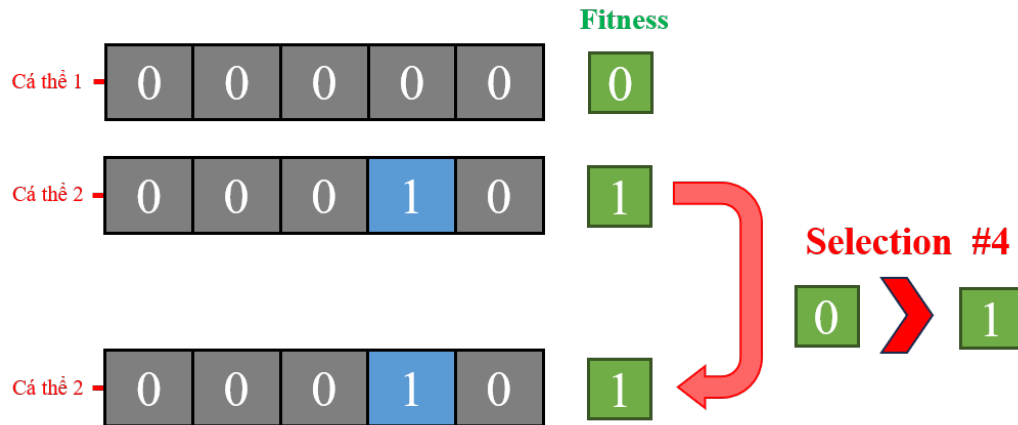 Fitness
Cá thể 1 0 0 0 0 0 0
Cá thể 2 0 0 0 1 0 1
Selection #4
0 1
Cá thể 2 0 0 0 1 0 1